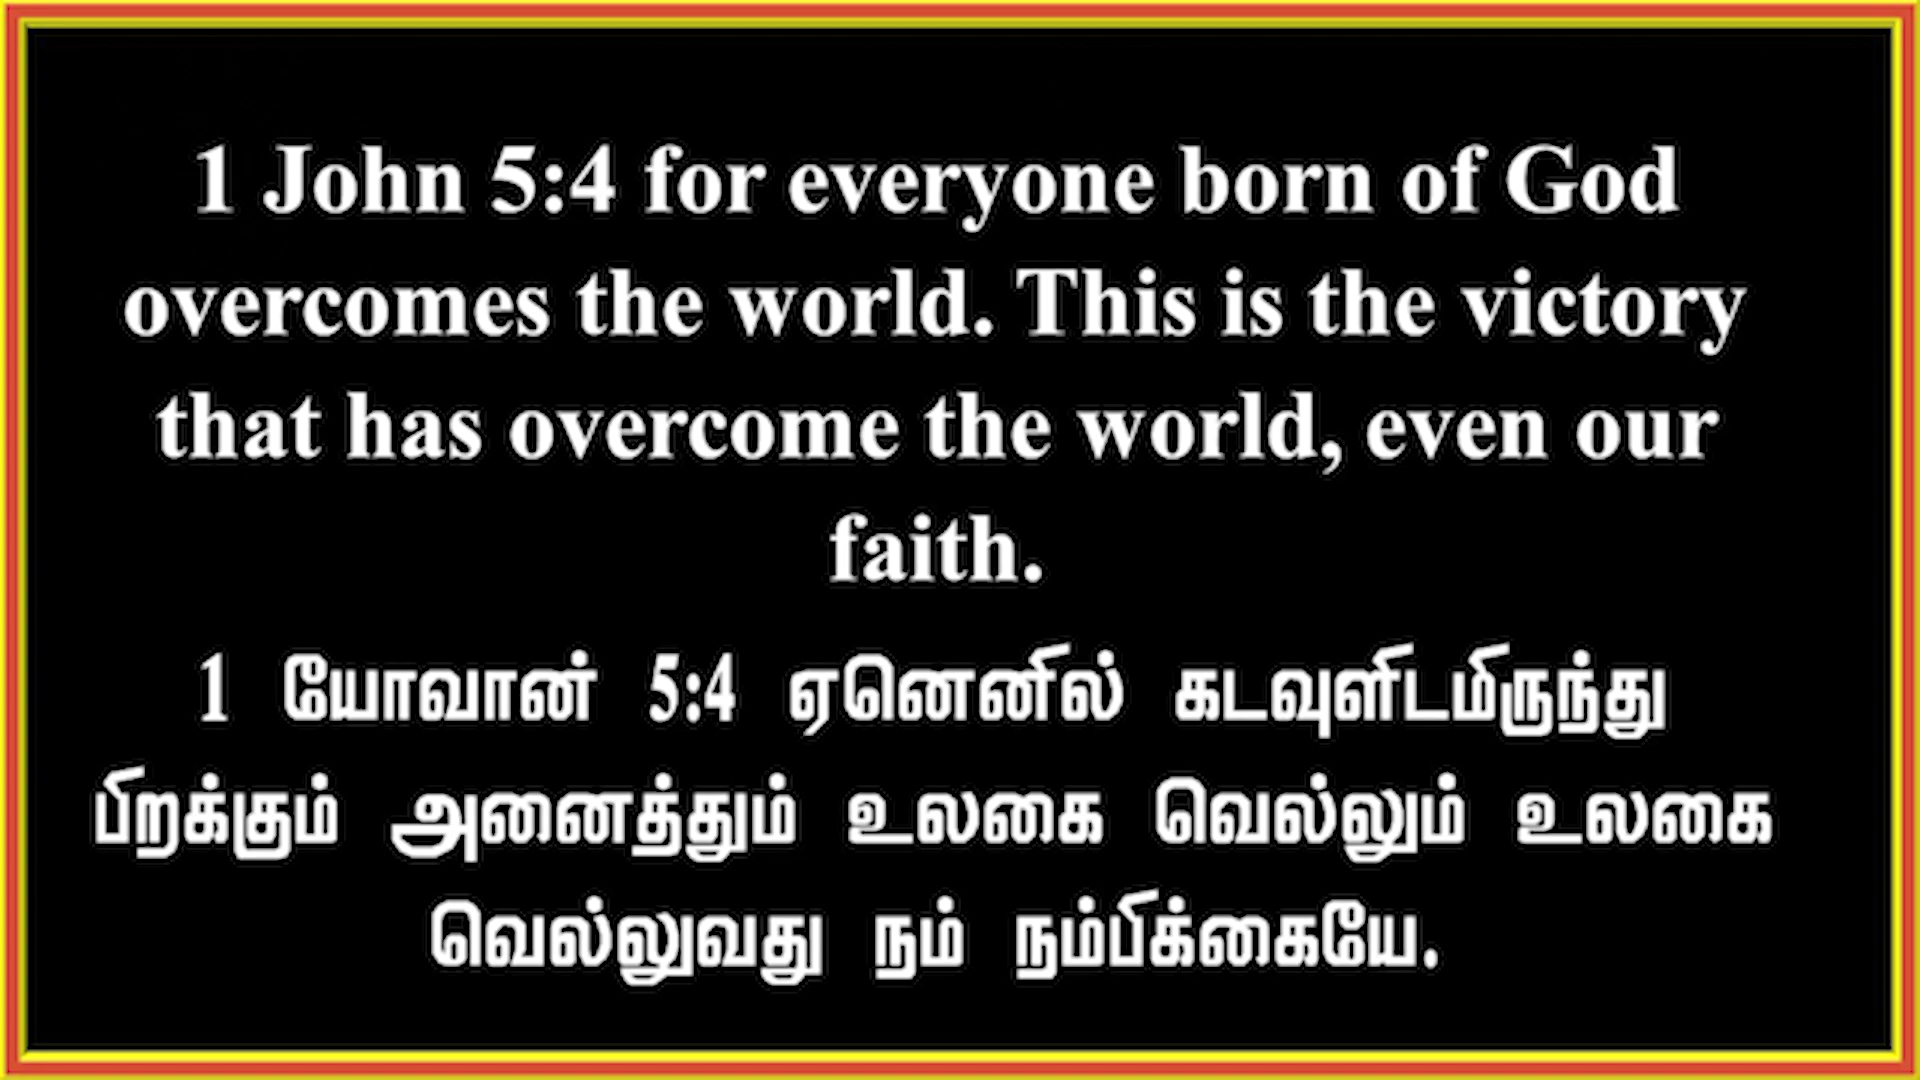 1 John 5:4 for everyone born of God
overcomes the world. This is the victory
that has overcome the world, even our
faith.
1 யோவான் 5:4 ஏனெனில் கடவுளிடமிருந்து
பிறக்கும் அனைத்தும் உலகை வெல்லும் உலகை
வெல்லுவது நம் நம்பிக்கையே.